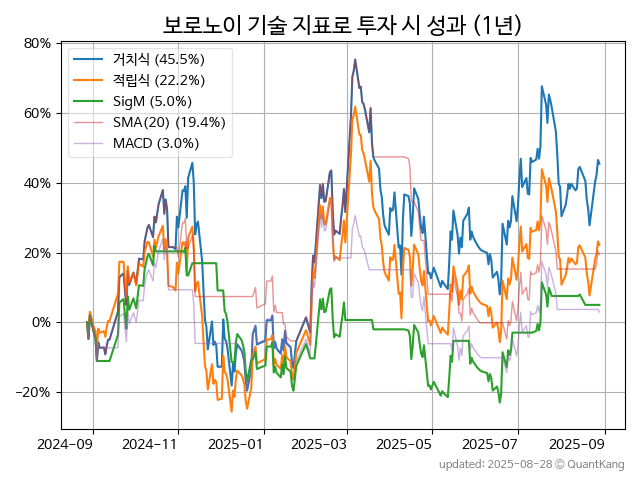 보로노이 기술 지표로 투자 시 성과 (1년)
80%
60%
40%
20%
0%
−20%
거치식 (45.5%)
적립식 (22.2%)
SigM (5.0%)
SMA(20) (19.4%)
MACD (3.0%)
2024-09 2024-11 2025-01 2025-03 2025-05 2025-07 2025-09
updated: 2025-08-28 © QuantKang